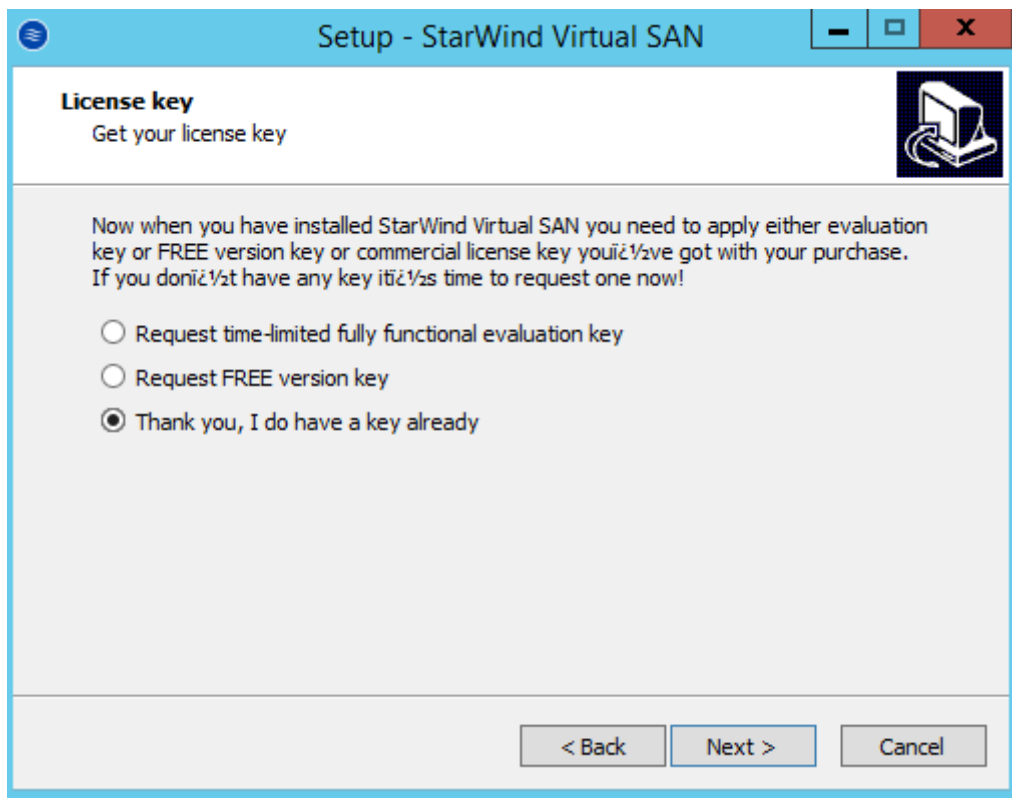 Setup - StarWind Virtual SAN
License key
Get your license key
Now when you have installed StarWind Virtual SAN you need to apply either evaluation
key or FREE version key or commercial license key youï¿½ve got with your purchase.
If you donï¿½t have any key itï¿½s time to request one now!
Request time-limited fully functional evaluation key
Request FREE version key
Thank you, I do have a key already
< Back
Next >
Cancel